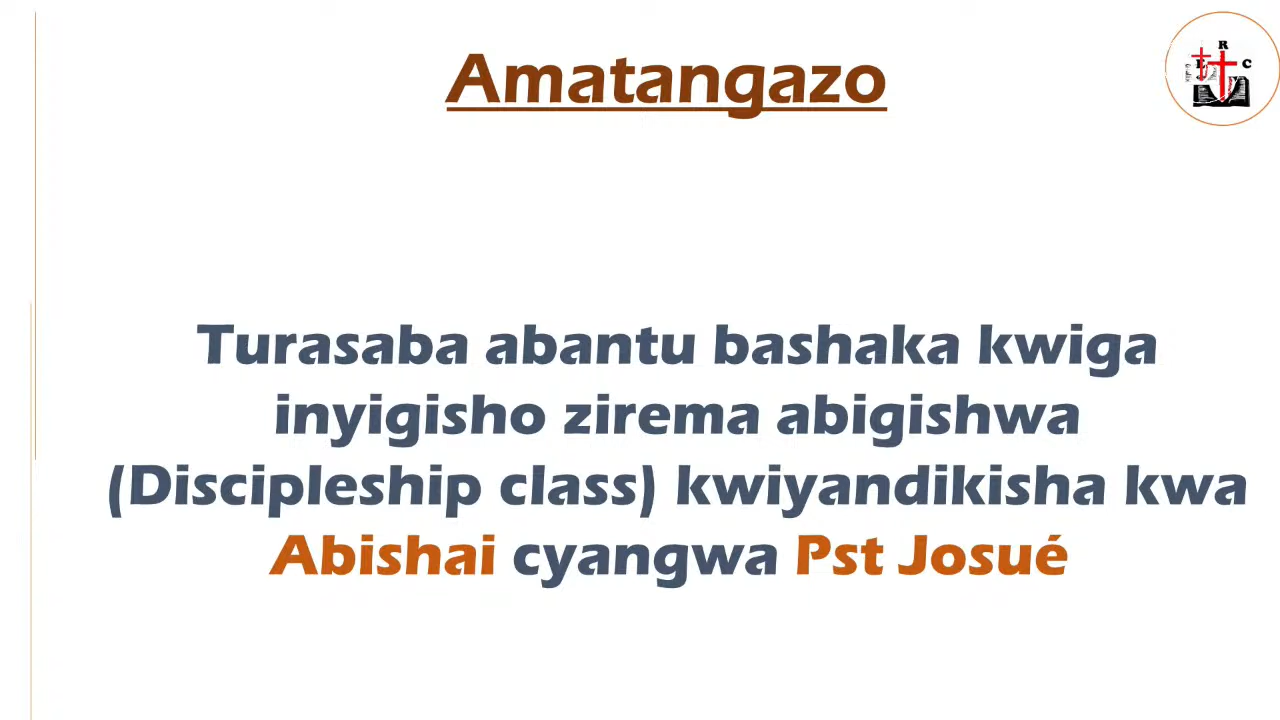 Amatangazo
R
C
Turasaba abantu bashaka kwiga
inyigisho zirema abigishwa
(Discipleship class) kwiyandikisha kwa
Abishai cyangwa Pst Josué